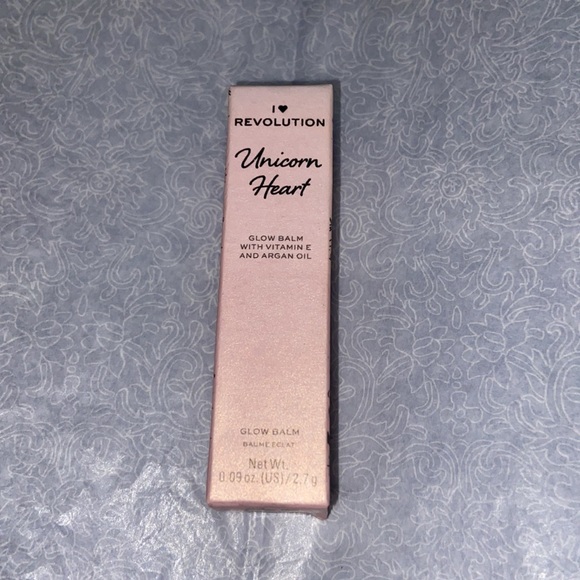 I ♥
REVOLUTION
Unicorn
Heart
GLOW BALM
WITH VITAMIN E
AND ARGAN OIL
GLOW BALM
BAUME ÉCLAT
Net Wt.
0.09 oz. (US) / 2.7 g